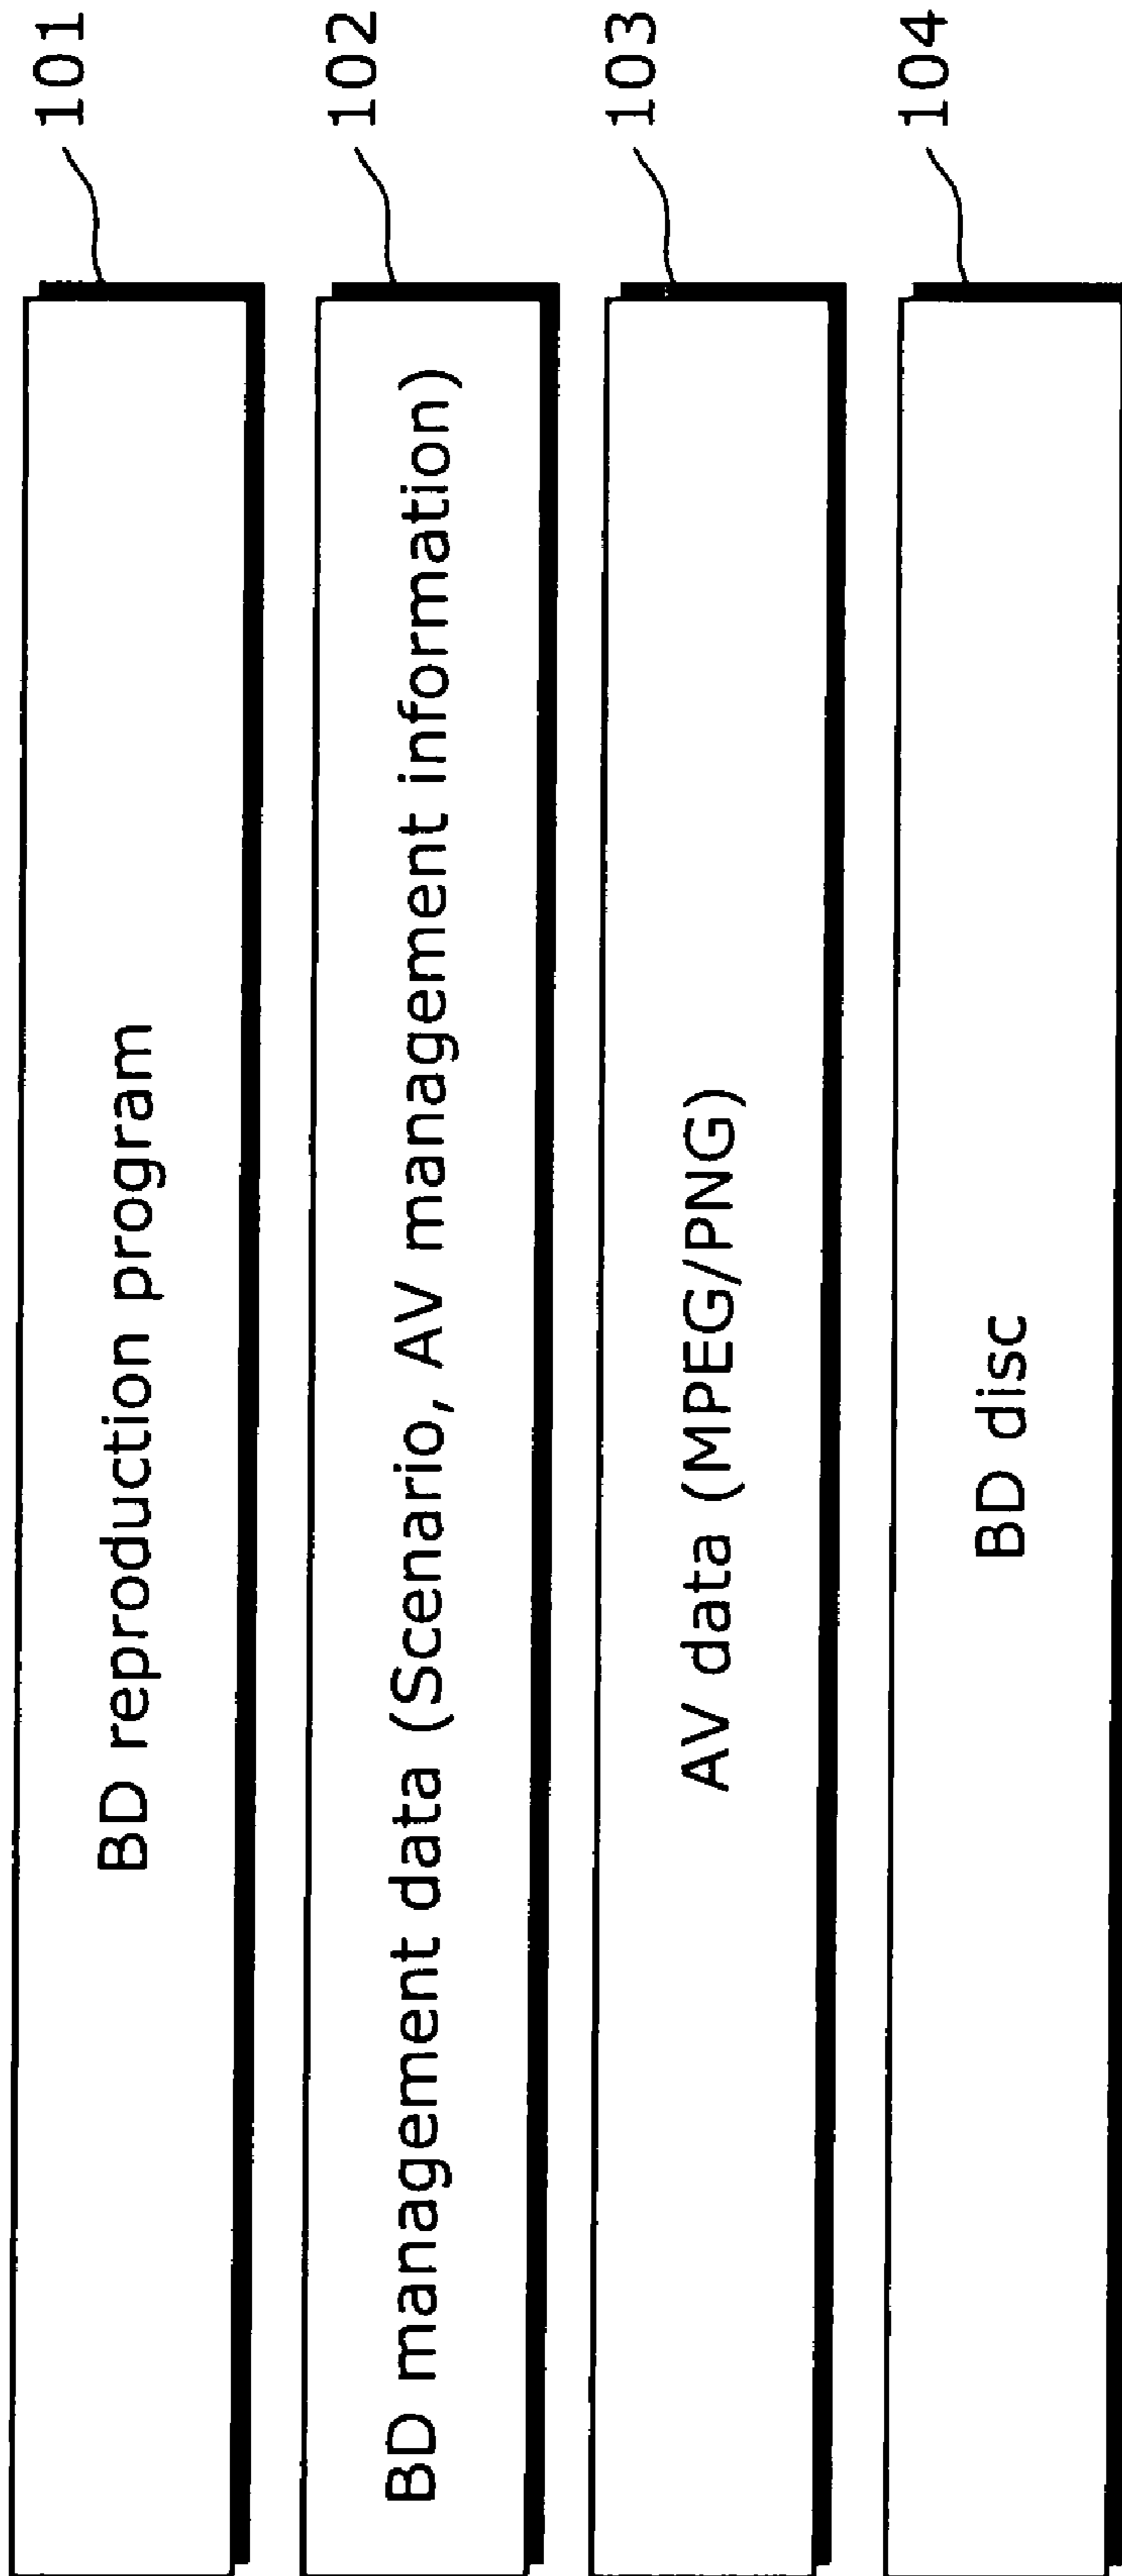 BD reproduction program
101
BD management data (Scenario, AV management information)
102
AV data (MPEG/PNG)
103
BD disc
104